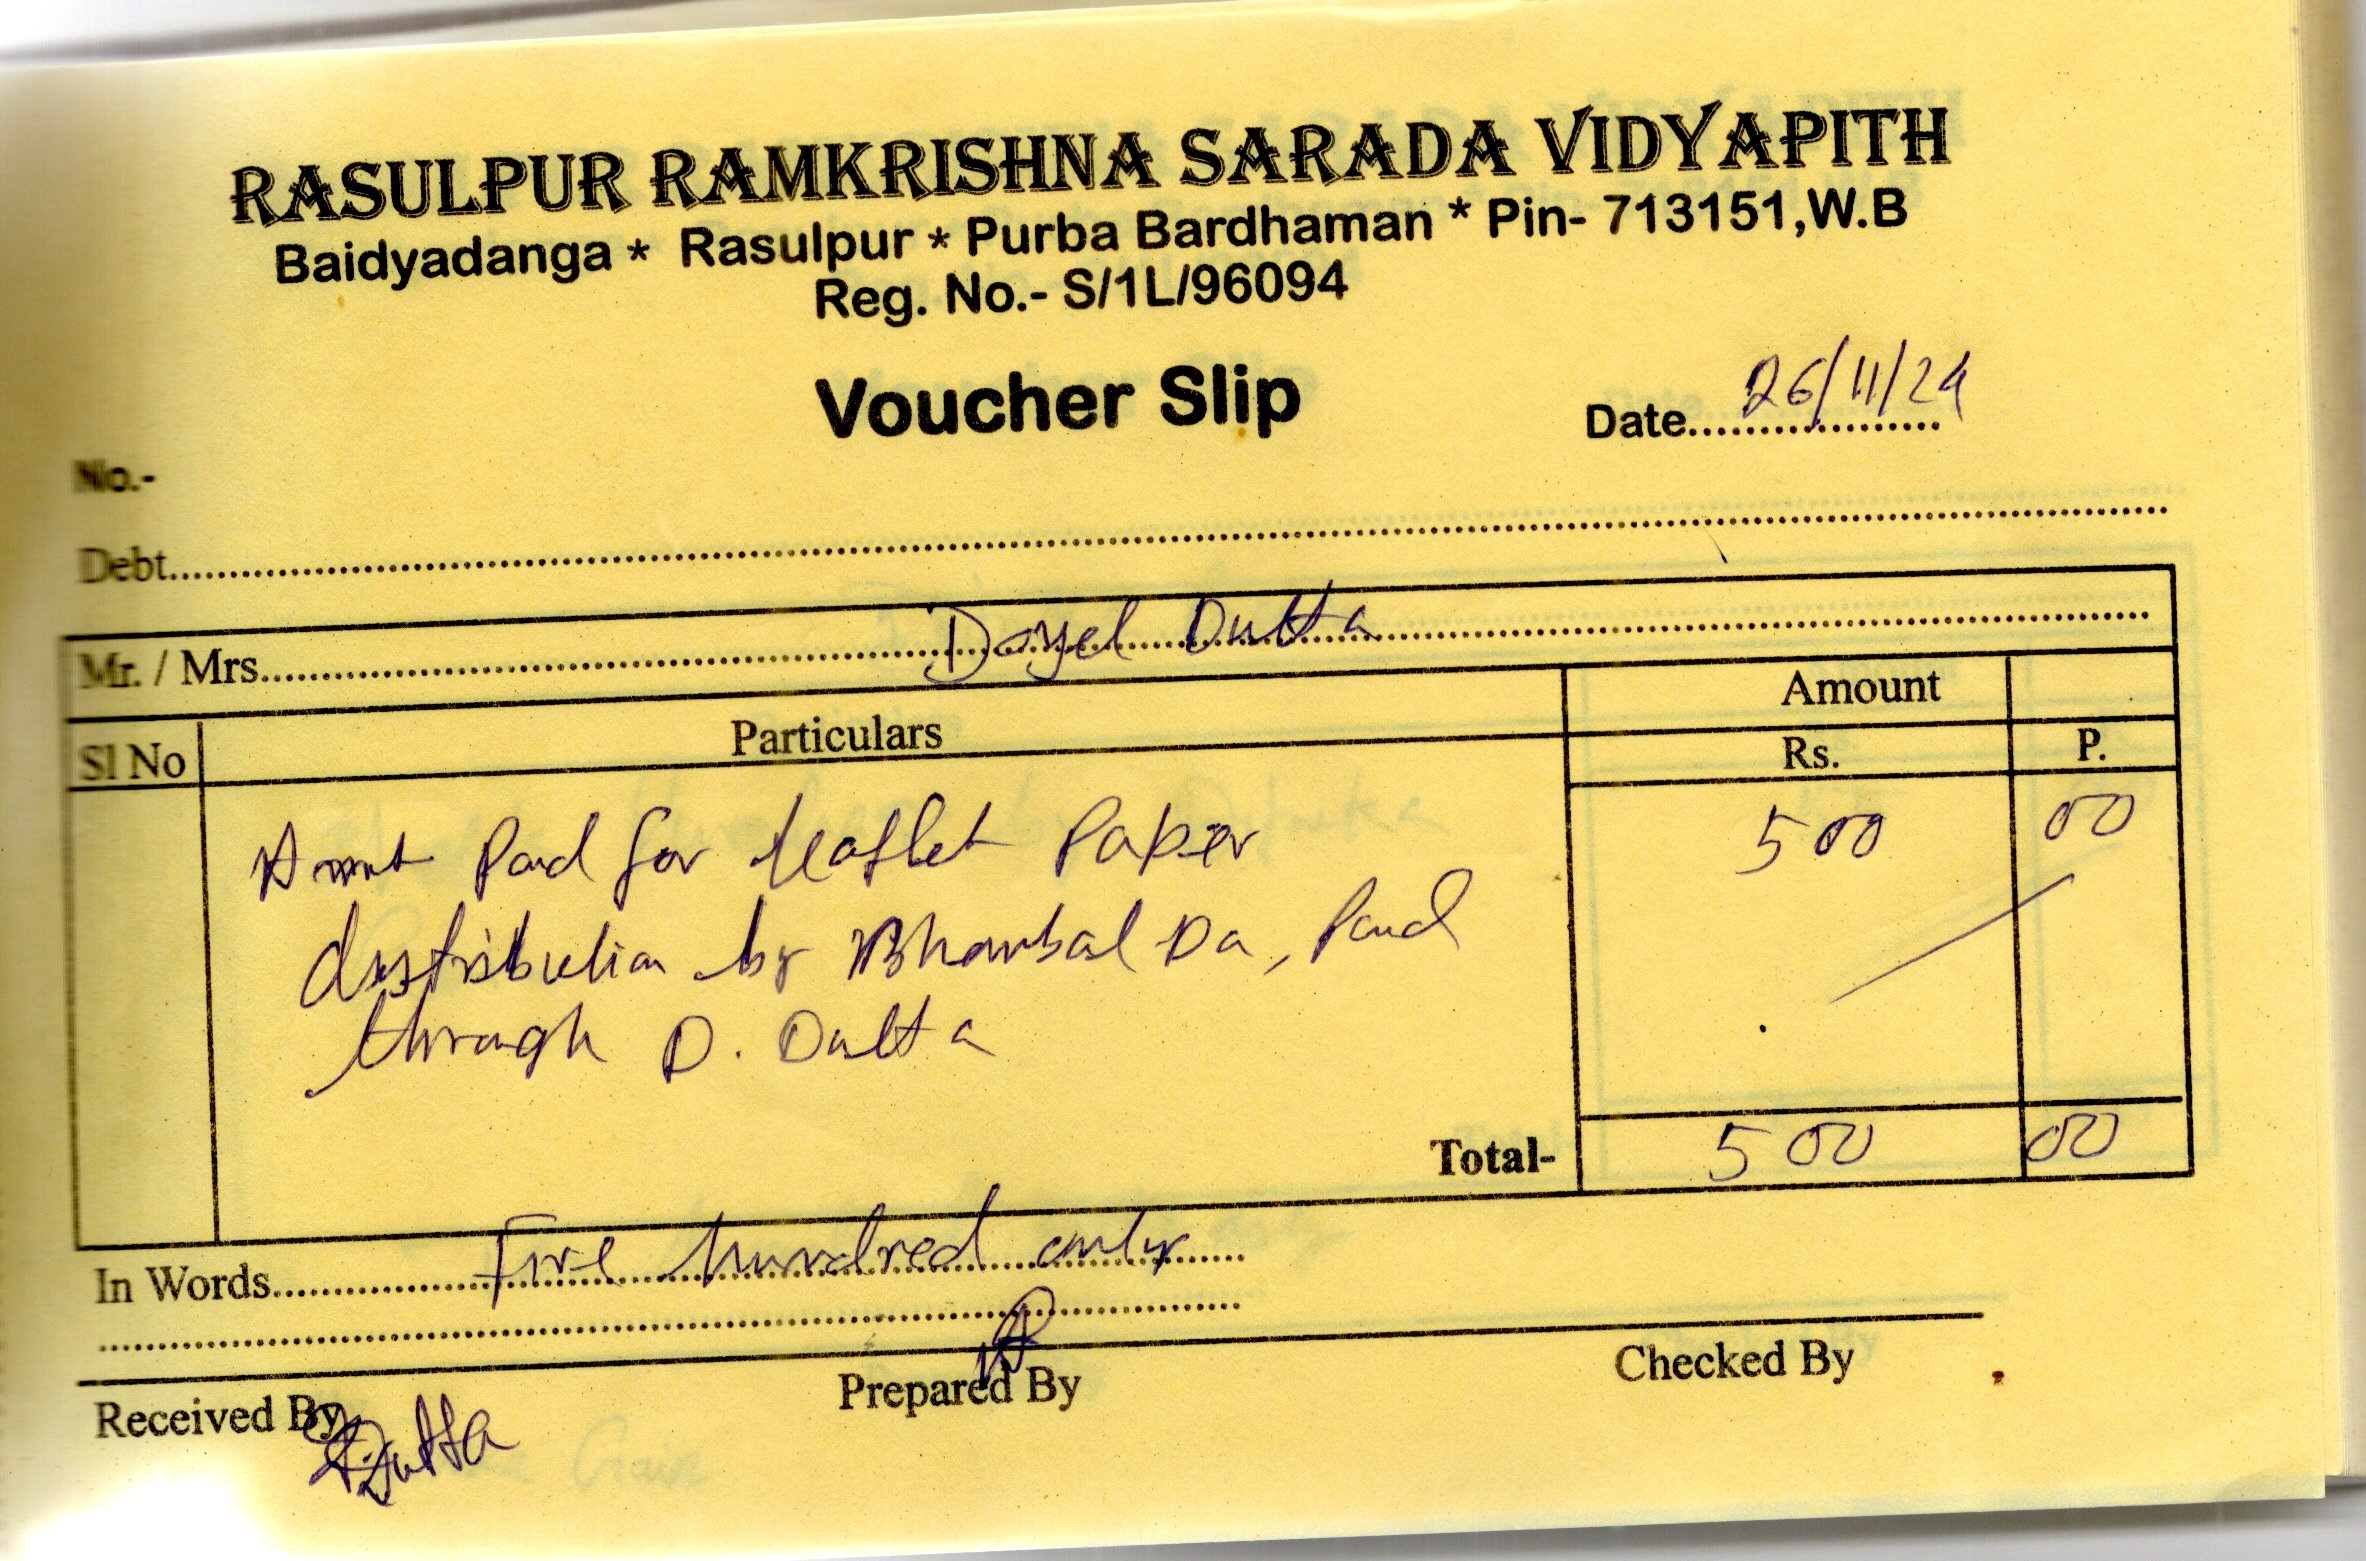 RASULPUR RAMKRISHNA SARADA VIDYAPITH
Baidyadanga * Rasulpur * Purba Bardhaman * Pin- 713151,W.B
Reg. No.- S/1L/96094
Voucher Slip
Date 26/11/24
No.-
Debt
Mr. / Mrs. Doyel Dutta
Sl No Particulars Amount
Rs. P.
Amnt Paid for leaflet Paper 500 00
distribution by Da, Paid
through D. Dutta
Total- 500 00
In Words Five hundred only
Received By Prepared By Checked By
Dutta